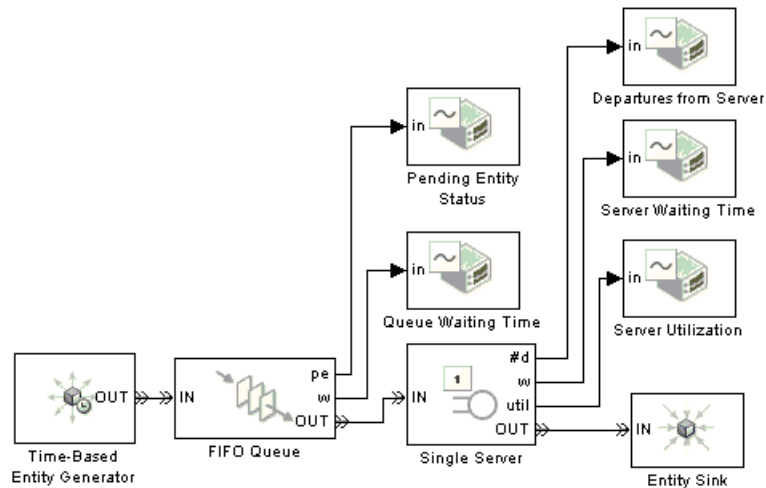 in
Departures from Server
in
Pending Entity
Status
in
Server Waiting Time
in
Queue Waiting Time
in
Server Utilization
OUT
Time-Based
Entity Generator
IN
pe
w
OUT
FIFO Queue
IN
1
#d
w
util
OUT
Single Server
IN
Entity Sink